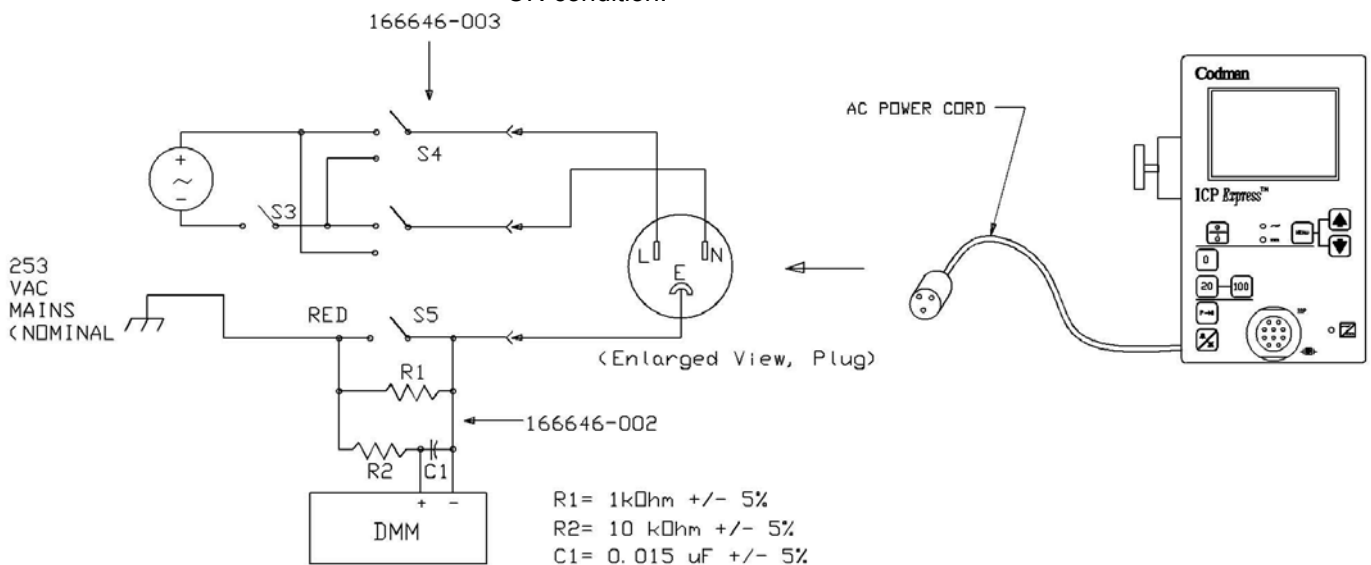 166646-003
S4
S3
253
VAC
MAINS
(NOMINAL
RED
S5
R1
R2
C1
166646-002
+
~
-
+ -
DMM
L
N
E
(Enlarged View, Plug)
R1= 1kOhm +/- 5%
R2= 10 kOhm +/- 5%
C1= 0.015 uF +/- 5%
AC POWER CORD
Codman
ICP Express™
MENU
0
20
100